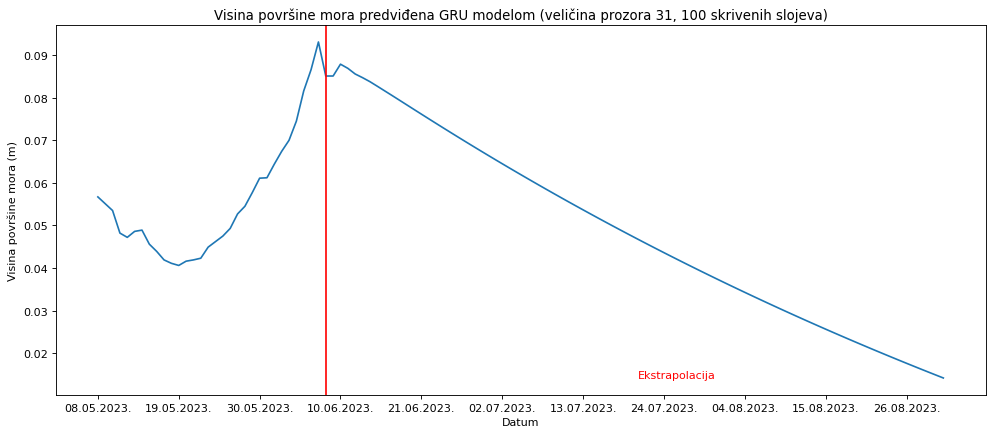 Visina površine mora predviđena GRU modelom (veličina prozora 31, 100 skrivenih slojeva)
Visina površine mora (m)
0.09
0.08
0.07
0.06
0.05
0.04
0.03
0.02
Ekstrapolacija
08.05.2023. 19.05.2023. 30.05.2023. 10.06.2023. 21.06.2023. 02.07.2023. 13.07.2023. 24.07.2023. 04.08.2023. 15.08.2023. 26.08.2023.
Datum